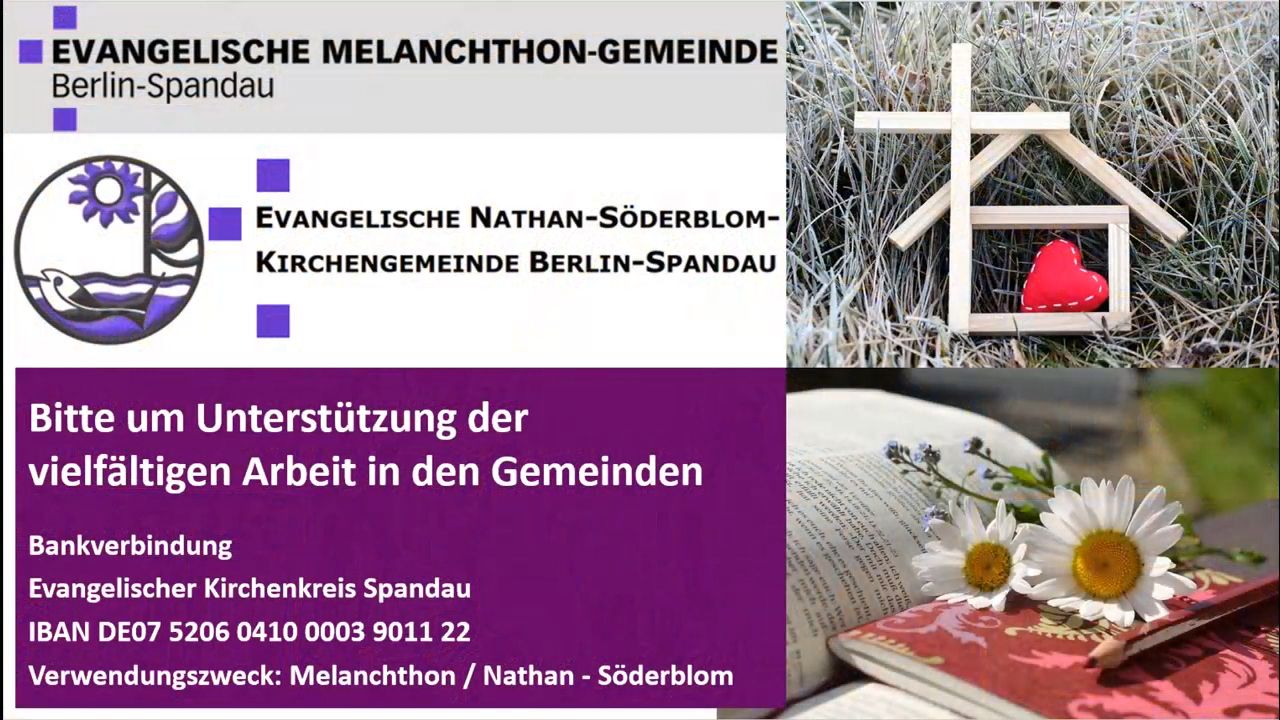 EVANGELISCHE MELANCHTHON-GEMEINDE
Berlin-Spandau
EVANGELISCHE NATHAN-SÖDERBLOM-
KIRCHENGEMEINDE BERLIN-SPANDAU
Bitte um Unterstützung der
vielfältigen Arbeit in den Gemeinden
Bankverbindung
Evangelischer Kirchenkreis Spandau
IBAN DE07 5206 0410 0003 9011 22
Verwendungszweck: Melanchthon / Nathan - Söderblom